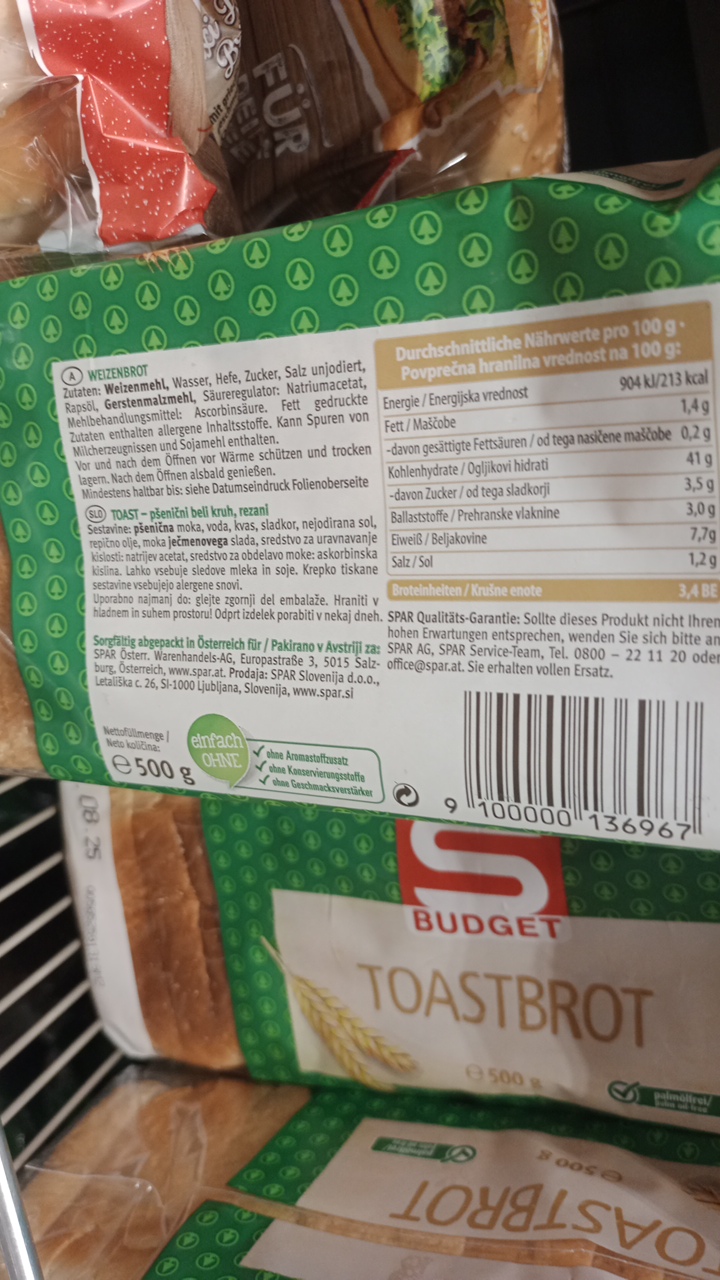 FÜR
A WEIZENBROT
Zutaten: Weizenmehl, Wasser, Hefe, Zucker, Salz unjodiert,
Rapsöl, Gerstenmalzmehl, Säureregulator: Natriumacetat,
Mehlbehandlungsmittel: Ascorbinsäure. Fett gedruckte
Zutaten enthalten allergene Inhaltsstoffe. Kann Spuren von
Milcherzeugnissen und Sojamehl enthalten.
Vor und nach dem Öffnen vor Wärme schützen und trocken
lagern. Nach dem Öffnen alsbald genießen.
Mindestens haltbar bis: siehe Datumseindruck Folienoberseite
SLO TOAST – pšenični beli kruh, rezani
Sestavine: pšenična moka, voda, kvas, sladkor, nejodirana sol,
repično olje, moka ječmenovega slada, sredstvo za uravnavanje
kislosti: natrijev acetat, sredstvo za obdelavo moke: askorbinska
kislina. Lahko vsebuje sledove mleka in soje. Krepko tiskane
sestavine vsebujejo alergene snovi.
Uporabno najmanj do: glejte zgornji del embalaže. Hraniti v
hladnem in suhem prostoru! Odprt izdelek porabiti v nekaj dneh.
Sorgfältig abgepackt in Österreich für / Pakirano v Avstriji za:
SPAR Österr. Warenhandels-AG, Europastraße 3, 5015 Salz-
burg, Österreich, www.spar.at. Prodaja: SPAR Slovenija d.o.o.,
Letališka c. 26, SI-1000 Ljubljana, Slovenija, www.spar.si
Nettofüllmenge /
Neto količina:
e 500 g
einfach
OHNE
✓ ohne Aromastoffzusatz
✓ ohne Konservierungsstoffe
✓ ohne Geschmacksverstärker
Durchschnittliche Nährwerte pro 100 g ·
Povprečna hranilna vrednost na 100 g:
Energie / Energijska vrednost 904 kJ/213 kcal
Fett / Maščobe 1,4 g
-davon gesättigte Fettsäuren / od tega nasičene maščobe 0,2 g
Kohlenhydrate / Ogljikovi hidrati 41 g
-davon Zucker / od tega sladkorji 3,5 g
Ballaststoffe / Prehranske vlaknine 3,0 g
Eiweiß / Beljakovine 7,7g
Salz / Sol 1,2 g
Broteinheiten / Krušne enote 3,4 BE
SPAR Qualitäts-Garantie: Sollte dieses Produkt nicht Ihren
hohen Erwartungen entsprechen, wenden Sie sich bitte an
SPAR AG, SPAR Service-Team, Tel. 0800 – 22 11 20 oder
office@spar.at. Sie erhalten vollen Ersatz.
9 100000 136967
08.25
S
BUDGET
TOASTBROT
e 500 g
palmölfrei/
palm oil free
e 500 g
TOASTBROT